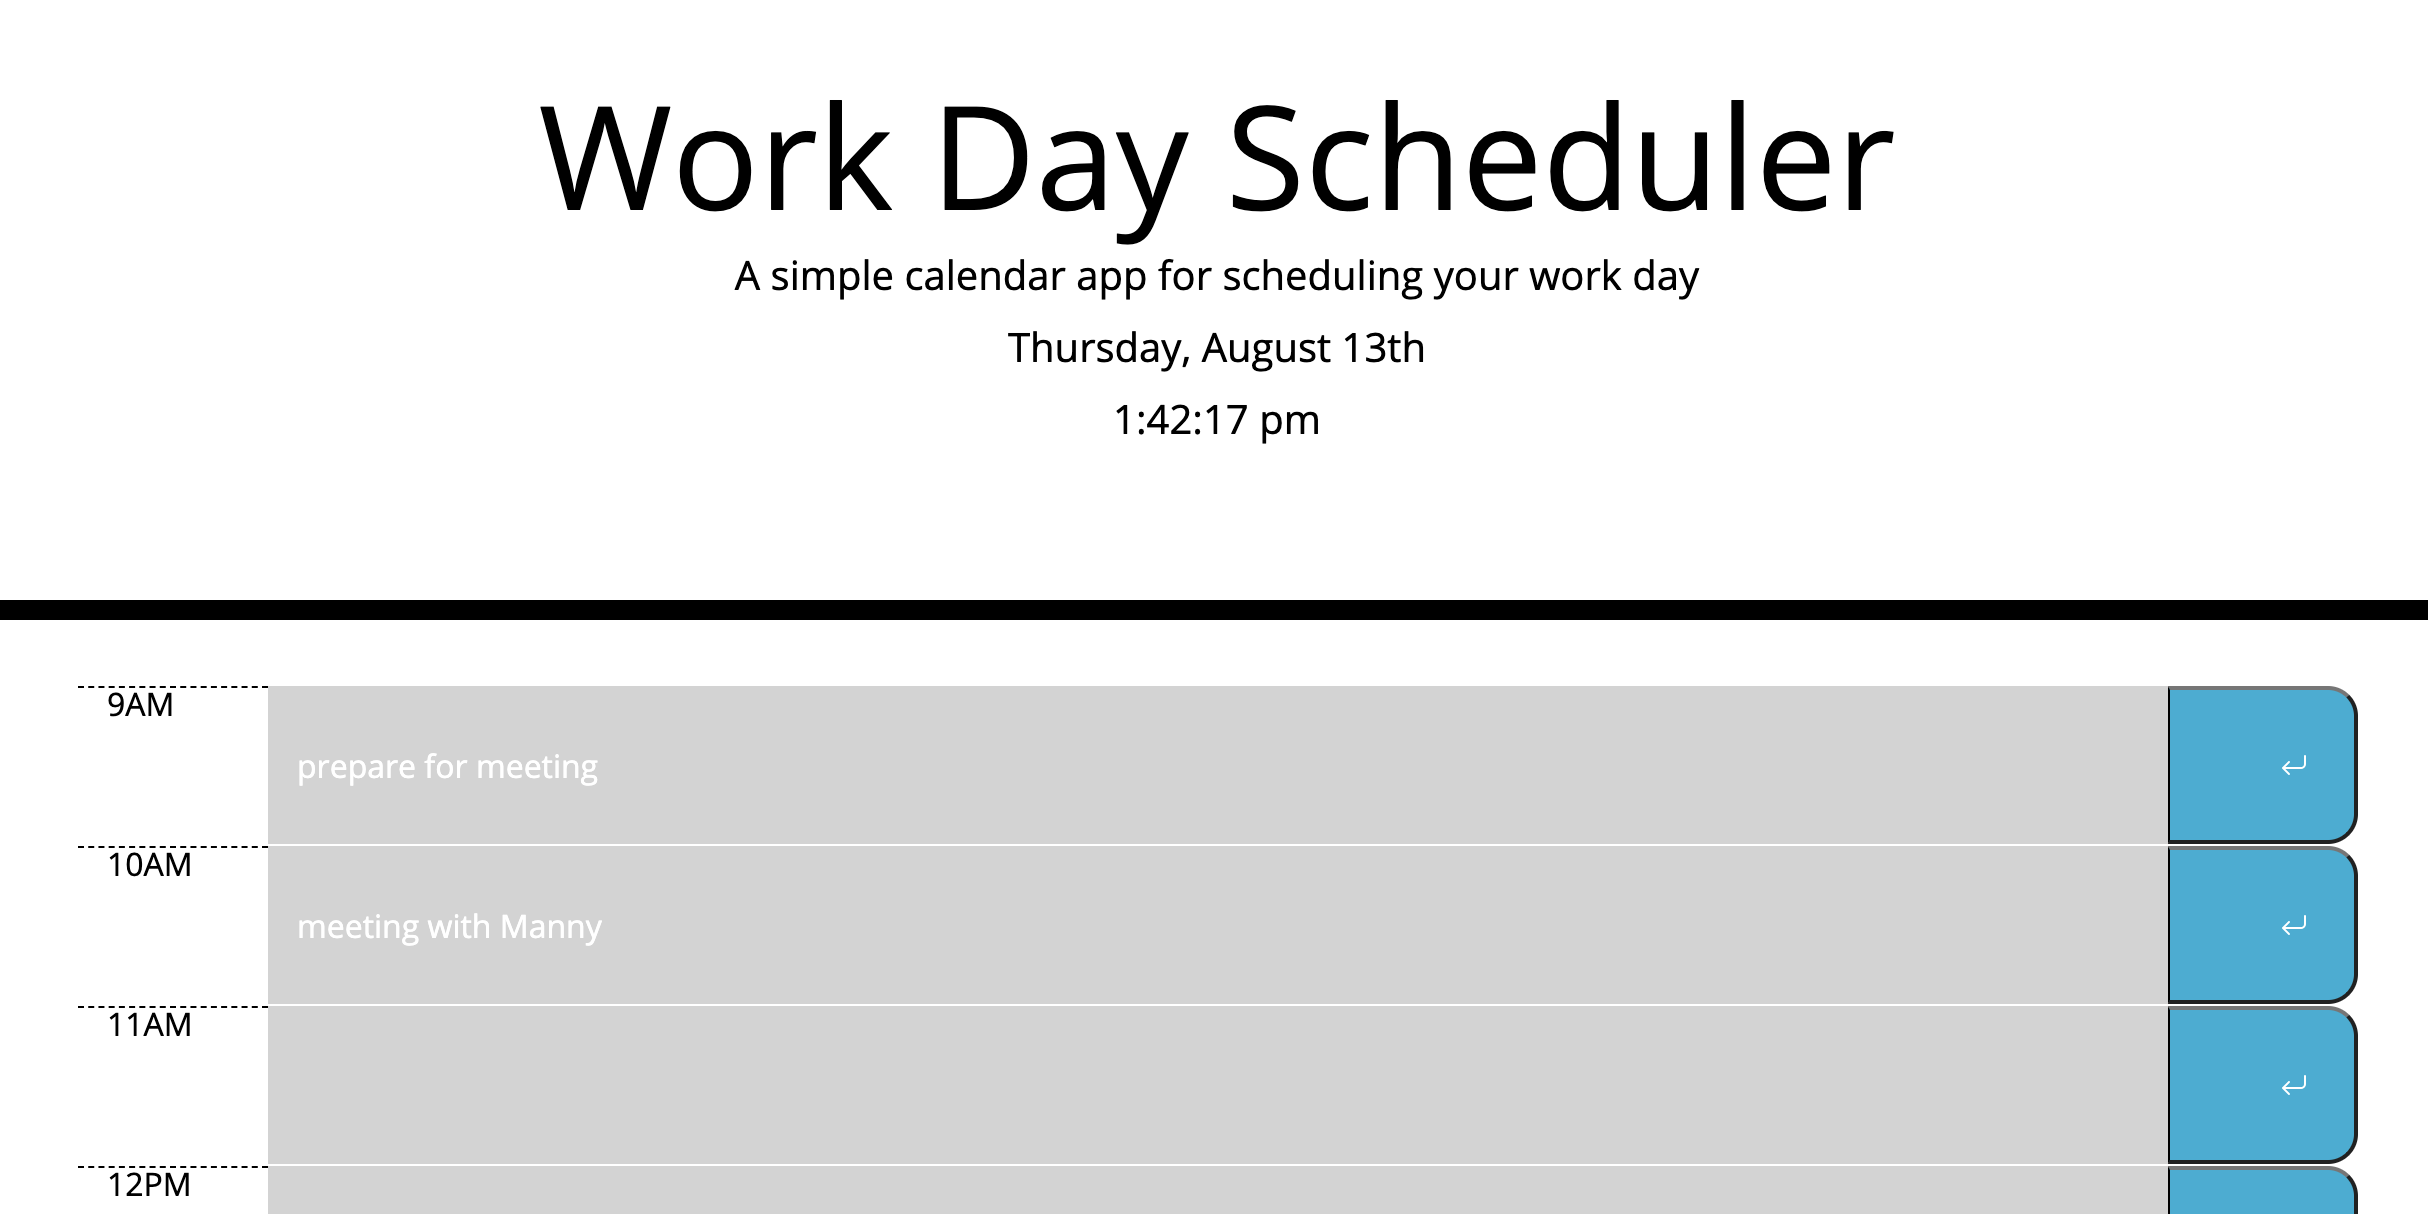 Work Day Scheduler
A simple calendar app for scheduling your work day
Thursday, August 13th
1:42:17 pm
9AM
prepare for meeting
10AM
meeting with Manny
11AM
12PM